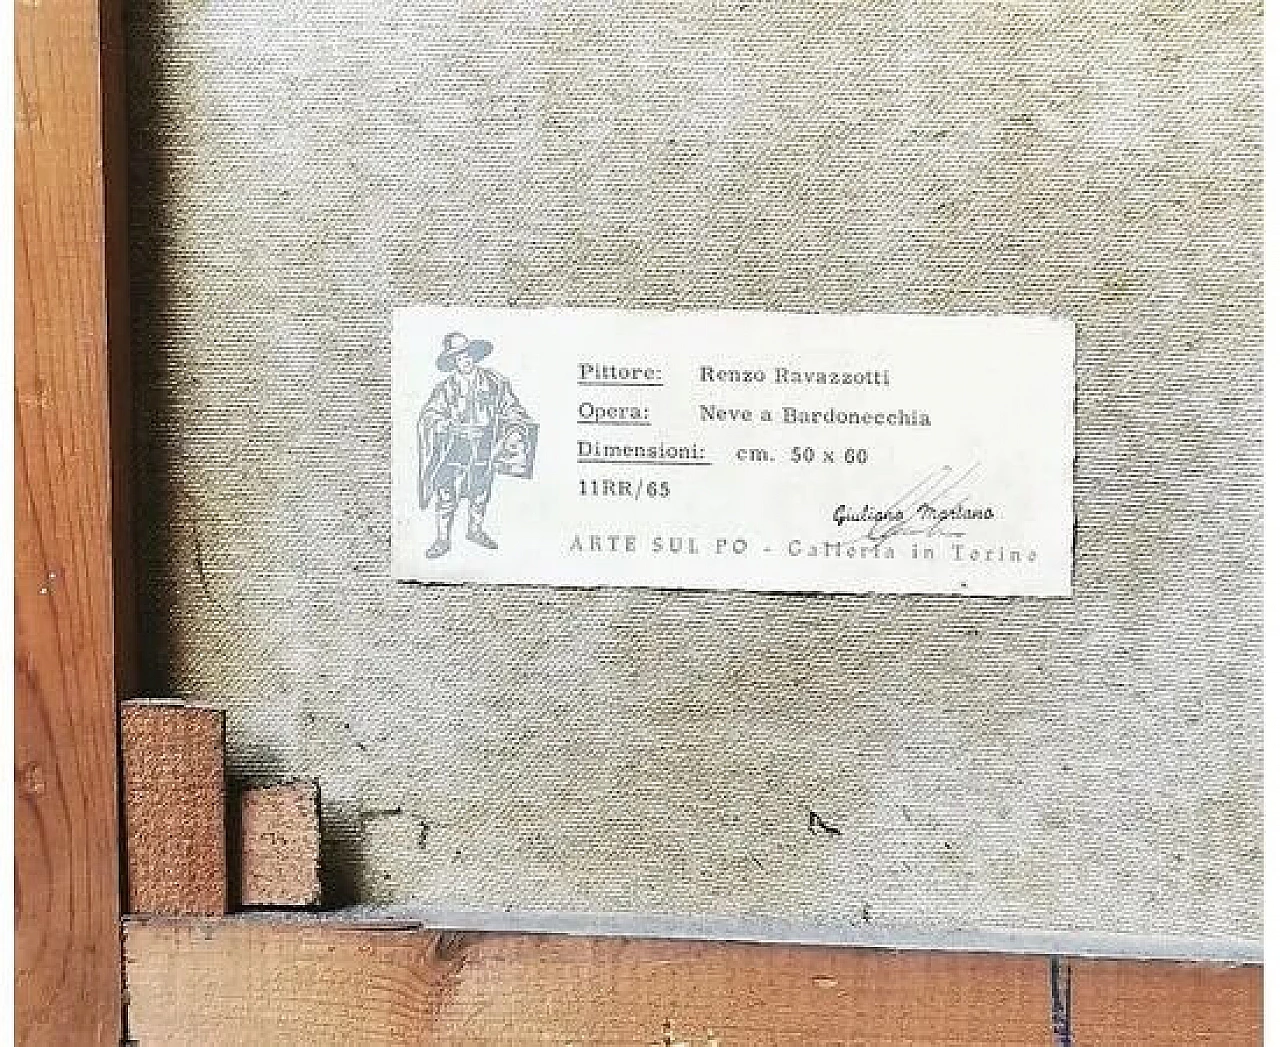 Pittore: Renzo Ravazzotti
Opera: Neve a Bardonecchia
Dimensioni: cm. 50 x 60
11RR/65
Giuliano Martano
ARTE SUL PO - Galleria in Torino